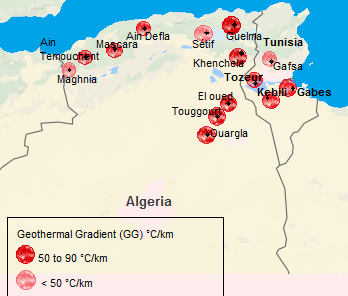 Ain Defla
Guelma
Ain
Temouchent
Mascara
Setif
Tunisia
Khenchela
Gafsa
Maghnia
Tozeur
El oued
Kebili
Gabes
Touggourt
Ouargla
Algeria
Geothermal Gradient (GG) °C/km
50 to 90 °C/km
< 50 °C/km